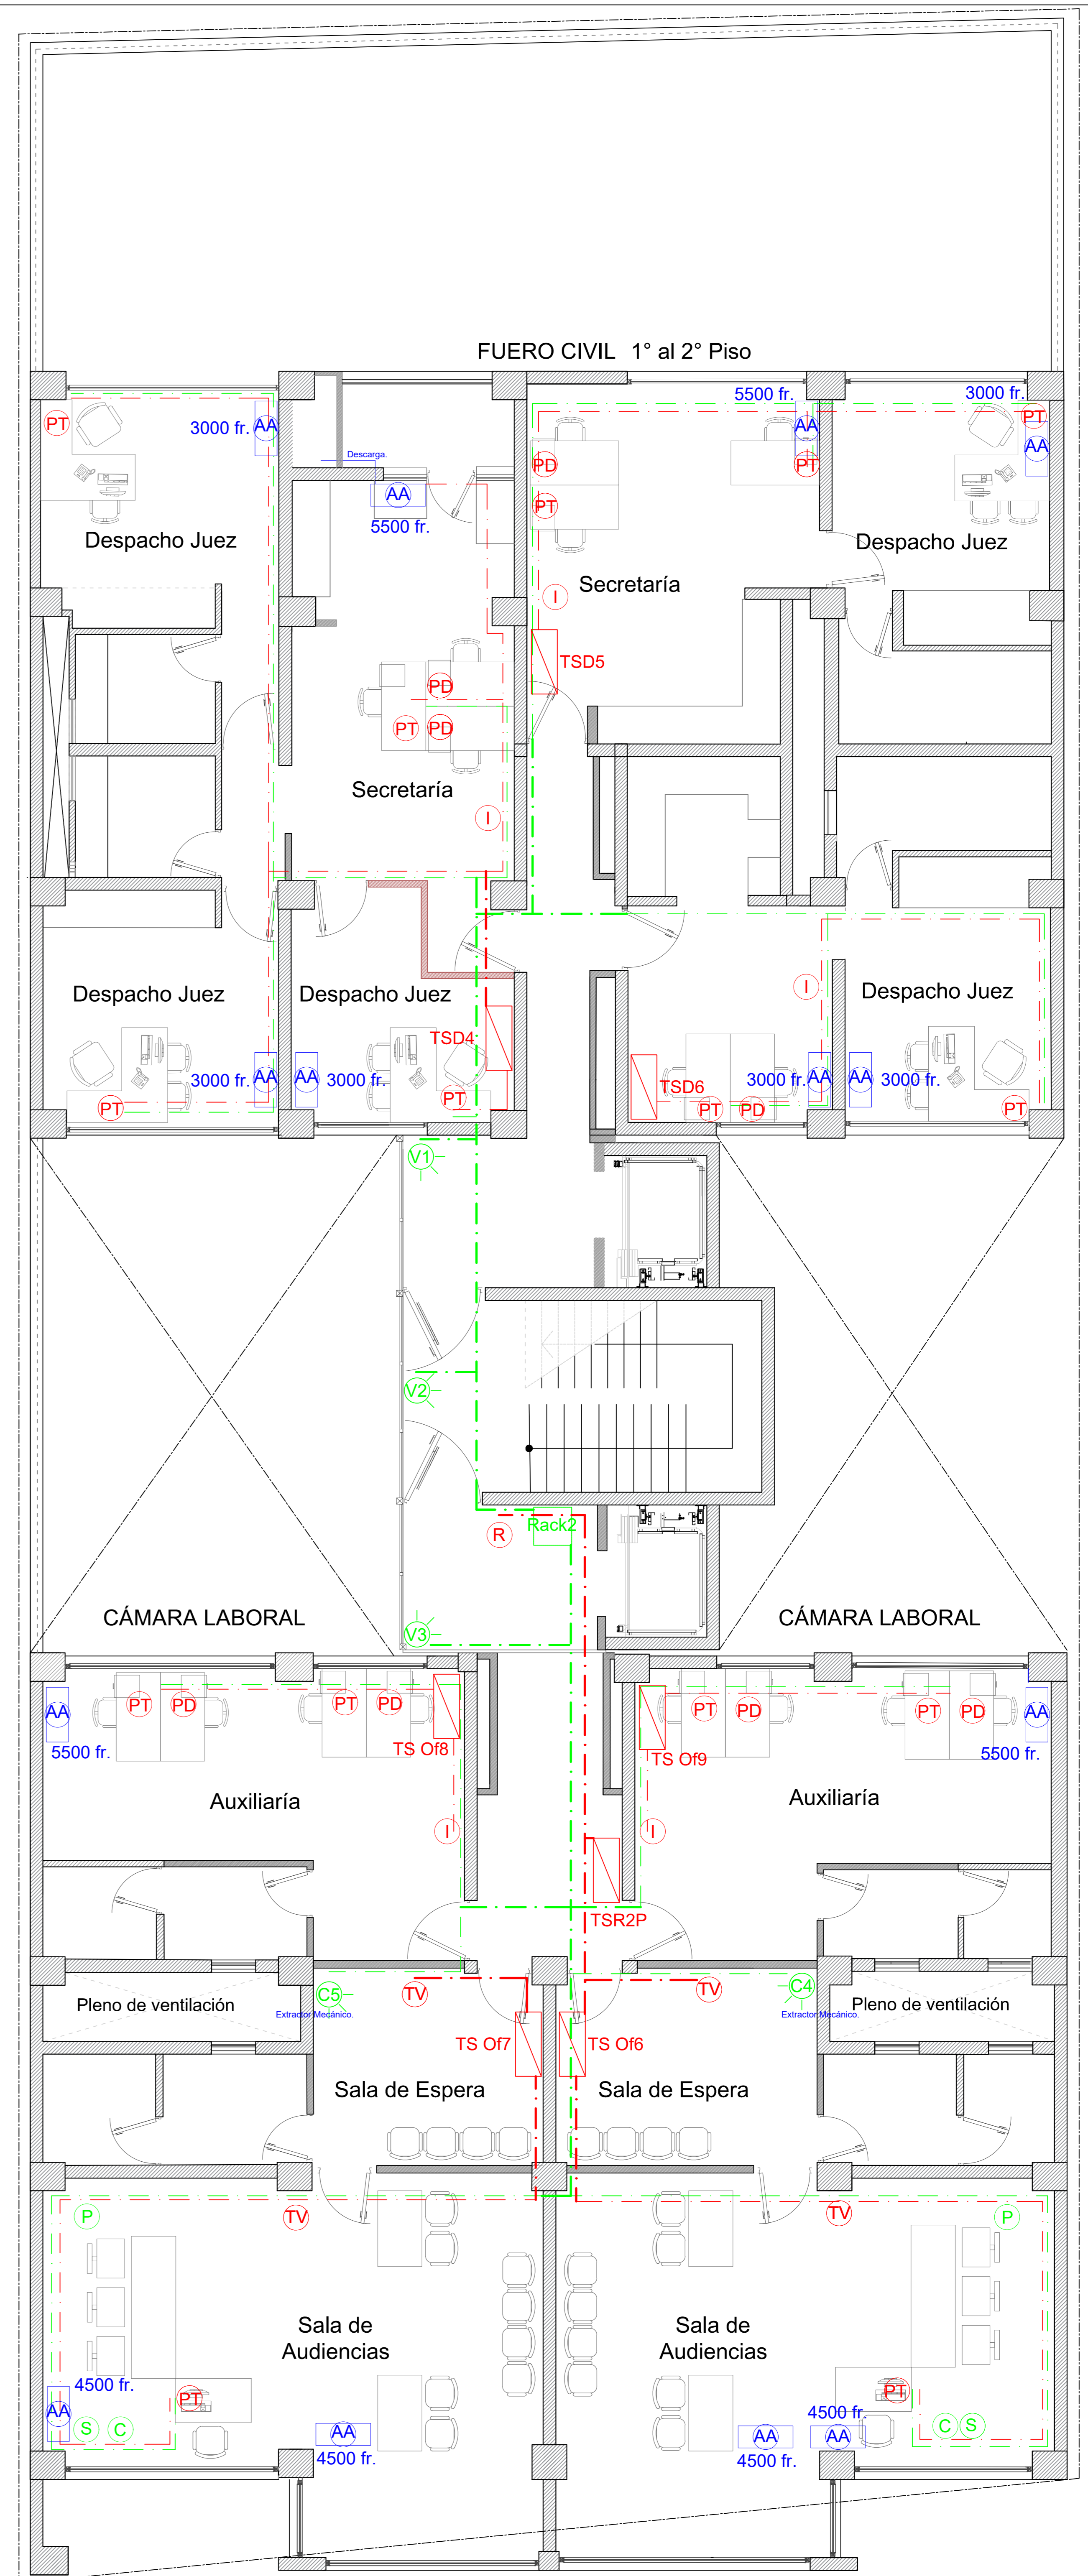 FUERO CIVIL 1° al 2° Piso
PT
3000 fr.
AA
Descarga.
AA
5500 fr.
5500 fr.
AA
PT
3000 fr.
PT
AA
PD
PT
Despacho Juez
Secretaría
Despacho Juez
I
TSD5
PD
PT
PD
Secretaría
I
Despacho Juez
Despacho Juez
I
Despacho Juez
TSD4
3000 fr.
AA
PT
AA
3000 fr.
PT
TSD6
3000 fr.
AA
PT
PD
AA
3000 fr.
PT
V1
V2
Rack2
R
V3
CÁMARA LABORAL
CÁMARA LABORAL
AA
5500 fr.
PT
PD
PT
PD
TS Of8
TS Of9
PT
PD
PT
PD
AA
5500 fr.
Auxiliaría
Auxiliaría
I
I
TSR2P
Pleno de ventilación
C5
Extractor Mecánico.
TV
TV
C4
Extractor Mecánico.
Pleno de ventilación
TS Of7
TS Of6
Sala de Espera
Sala de Espera
P
TV
TV
P
Sala de
Audiencias
Sala de
Audiencias
4500 fr.
AA
PT
S
C
AA
4500 fr.
AA
4500 fr.
4500 fr.
AA
PT
C
S